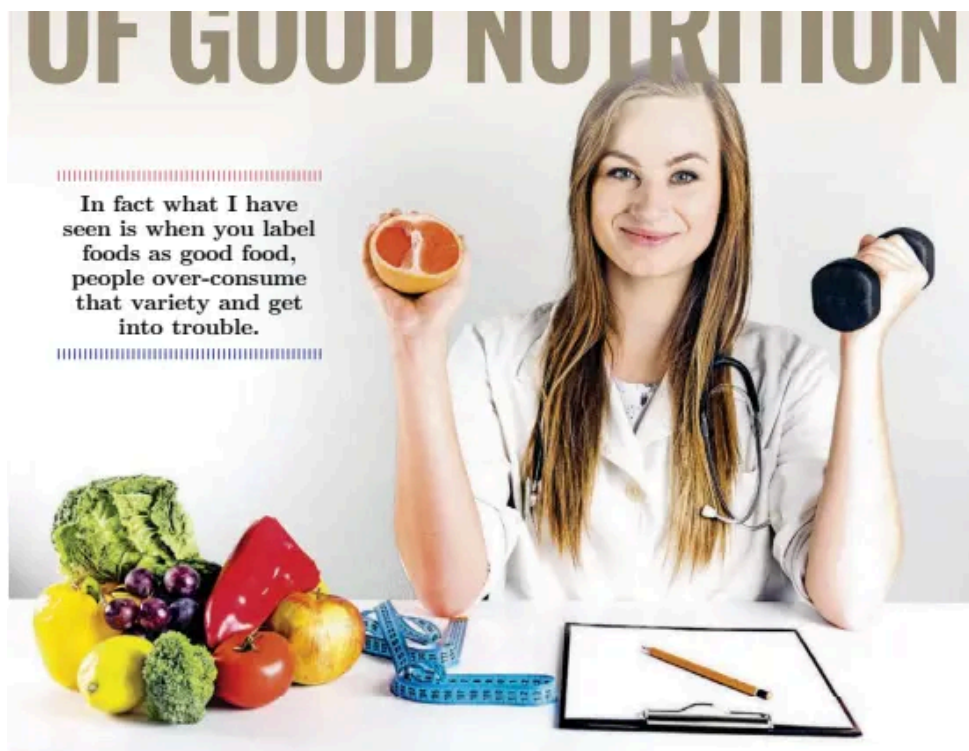 OF GOOD NUTRITION
In fact what I have
seen is when you label
foods as good food,
people over-consume
that variety and get
into trouble.